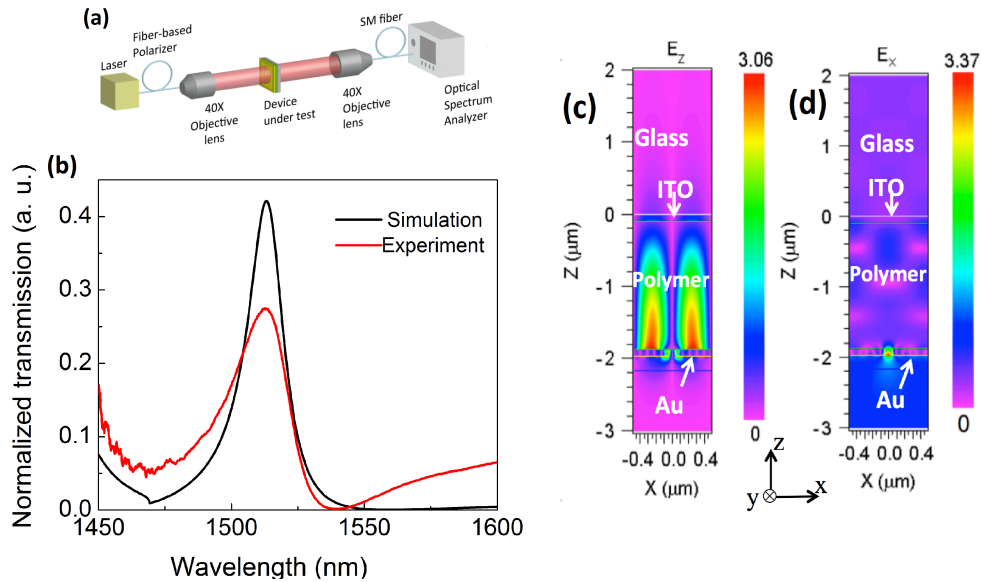 (a)
Fiber-based
Polarizer
SM fiber
Laser
40X
Objective
lens
Device
under test
40X
Objective
lens
Optical
Spectrum
Analyzer
(b)
Normalized transmission (a. u.)
0.4
0.3
0.2
0.1
0.0
Simulation
Experiment
1450
1500
1550
1600
Wavelength (nm)
(c)
E_Z
3.06
2
1
0
-1
-2
-3
Z (μm)
Glass
ITO
Polymer
Au
0
-0.4
0.0
0.4
X (μm)
(d)
E_X
3.37
2
1
0
-1
-2
-3
Z (μm)
Glass
ITO
Polymer
Au
0
-0.4
0.0
0.4
X (μm)
z
y
x